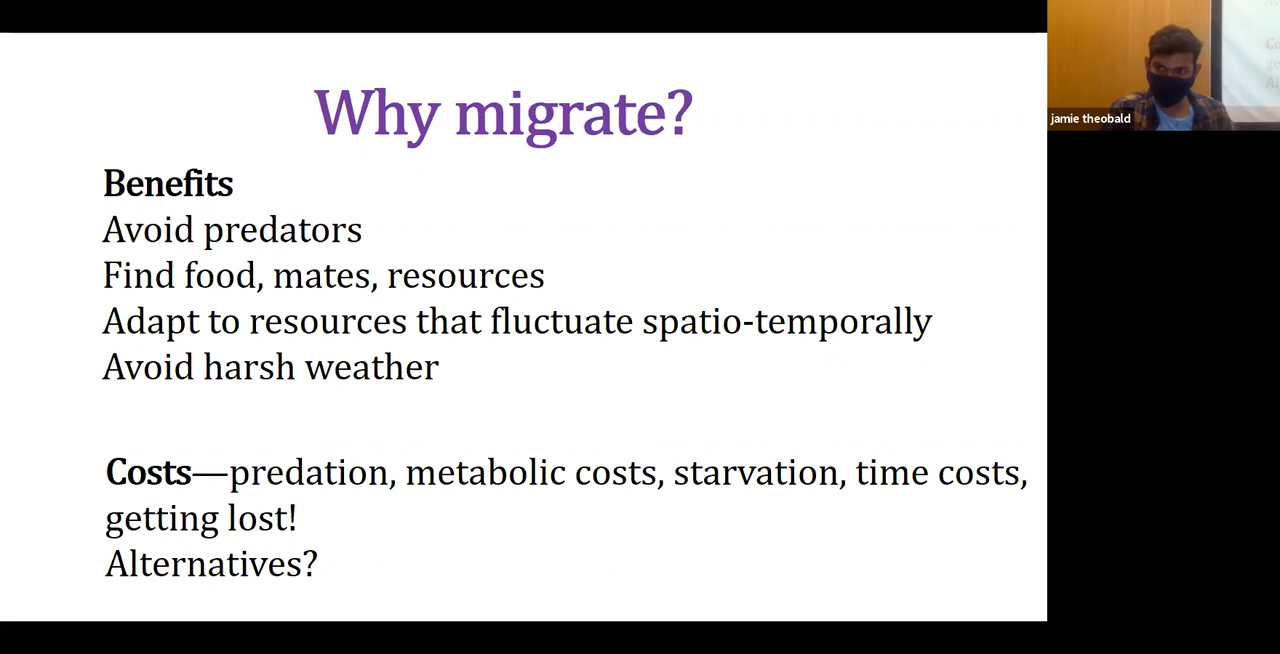 Why migrate?
Benefits
Avoid predators
Find food, mates, resources
Adapt to resources that fluctuate spatio-temporally
Avoid harsh weather
Costs—predation, metabolic costs, starvation, time costs,
getting lost!
Alternatives?
jamie theobald